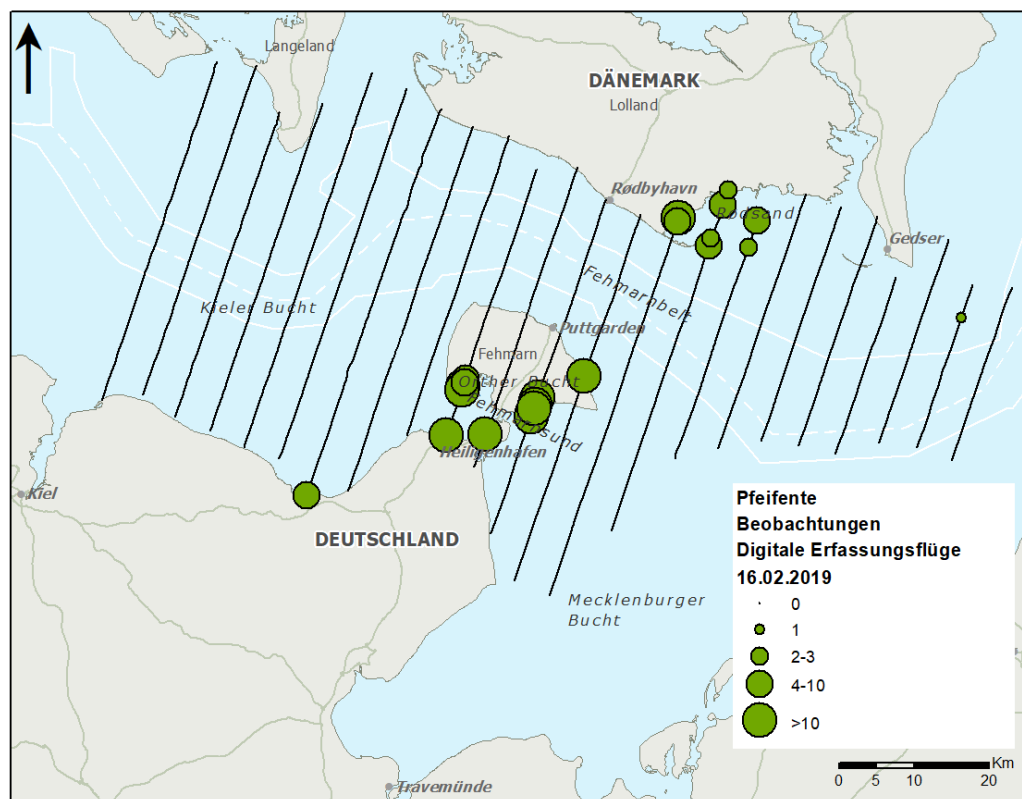 Langeland
DÄNEMARK
Lolland
Rødbyhavn
Rødsand
Gedser
Fehmarnbelt
Kieler Bucht
Puttgarden
Fehmarn
Orther Bucht
Fehmarnsund
Heiligenhafen
Kiel
DEUTSCHLAND
Mecklenburger
Bucht
Travemünde
Pfeifente
Beobachtungen
Digitale Erfassungsflüge
16.02.2019
0
1
2-3
4-10
>10
Km
0 5 10 20